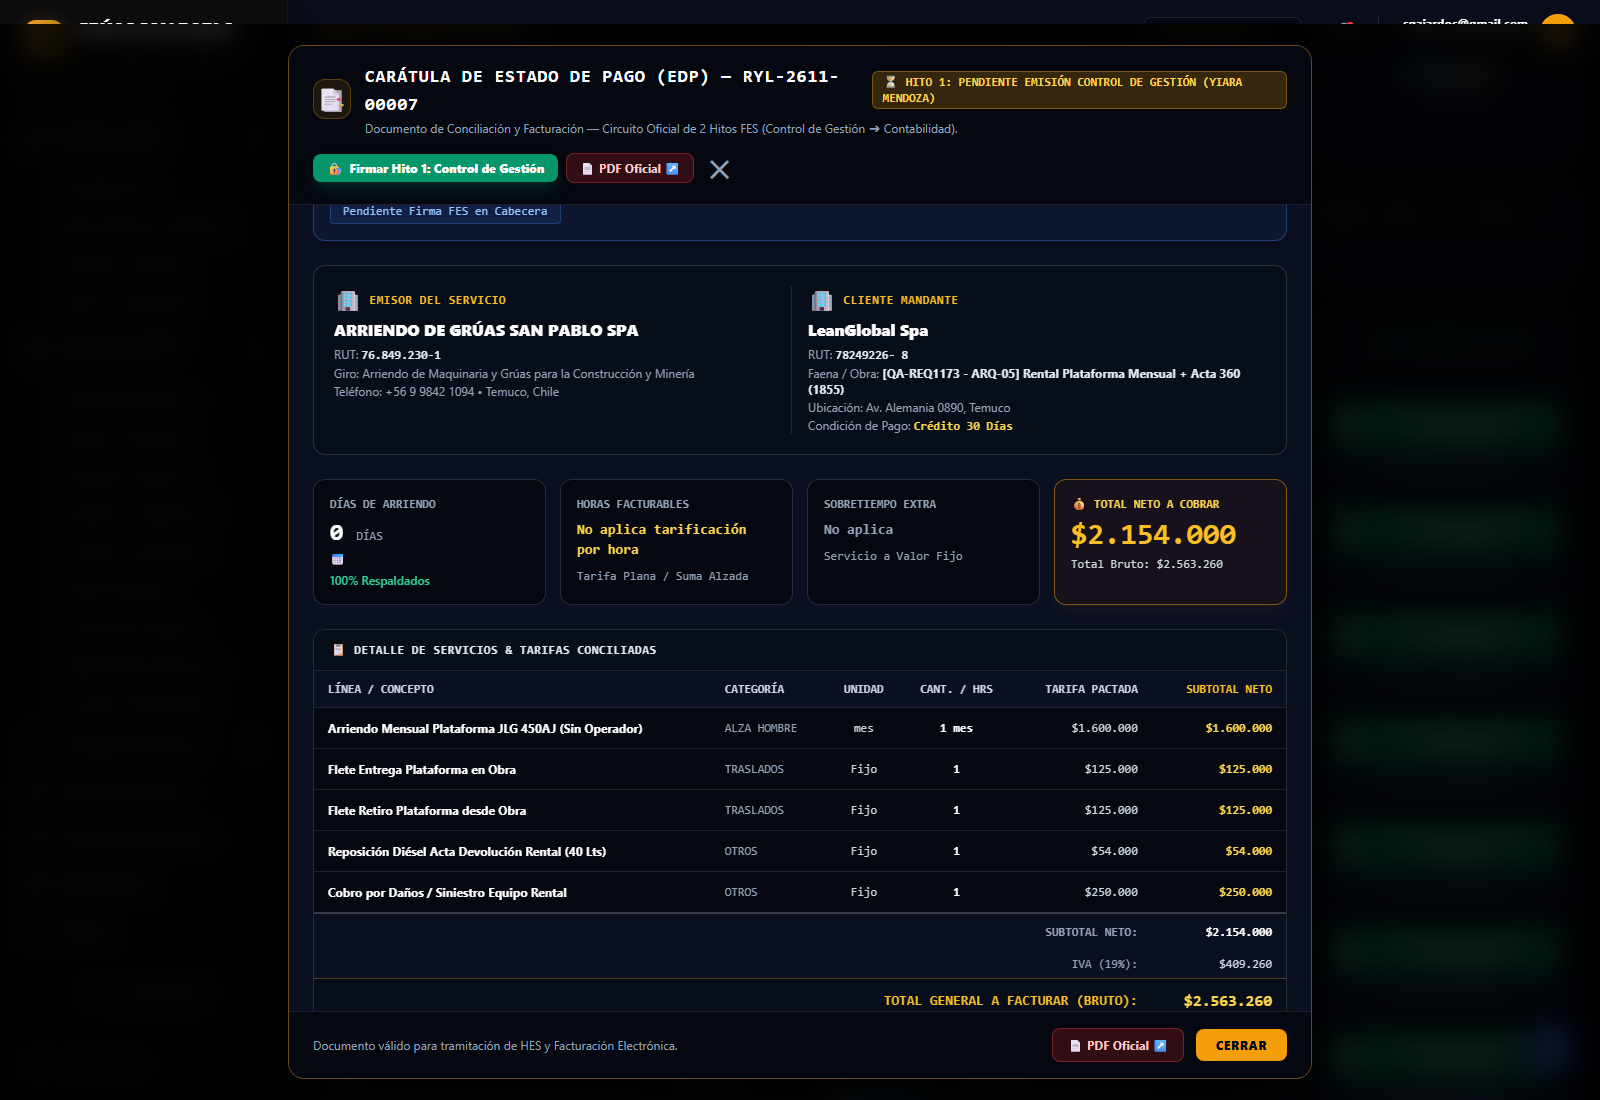 cgajardos@gmail.com
CARÁTULA DE ESTADO DE PAGO (EDP) — RYL-2611-
00007
HITO 1: PENDIENTE EMISIÓN CONTROL DE GESTIÓN (YIARA
MENDOZA)
Documento de Conciliación y Facturación — Circuito Oficial de 2 Hitos FES (Control de Gestión ➔ Contabilidad).
Firmar Hito 1: Control de Gestión
PDF Oficial
Pendiente Firma FES en Cabecera
EMISOR DEL SERVICIO
ARRIENDO DE GRÚAS SAN PABLO SPA
RUT: 76.849.230-1
Giro: Arriendo de Maquinaria y Grúas para la Construcción y Minería
Teléfono: +56 9 9842 1094 • Temuco, Chile
CLIENTE MANDANTE
LeanGlobal Spa
RUT: 78249226- 8
Faena / Obra: [QA-REQ1173 - ARQ-05] Rental Plataforma Mensual + Acta 360
(1855)
Ubicación: Av. Alemania 0890, Temuco
Condición de Pago: Crédito 30 Días
DÍAS DE ARRIENDO
0 DÍAS
100% Respaldados
HORAS FACTURABLES
No aplica tarificación
por hora
Tarifa Plana / Suma Alzada
SOBRETIEMPO EXTRA
No aplica
Servicio a Valor Fijo
TOTAL NETO A COBRAR
$2.154.000
Total Bruto: $2.563.260
DETALLE DE SERVICIOS & TARIFAS CONCILIADAS
LÍNEA / CONCEPTO CATEGORÍA UNIDAD CANT. / HRS TARIFA PACTADA SUBTOTAL NETO
Arriendo Mensual Plataforma JLG 450AJ (Sin Operador) ALZA HOMBRE mes 1 mes $1.600.000 $1.600.000
Flete Entrega Plataforma en Obra TRASLADOS Fijo 1 $125.000 $125.000
Flete Retiro Plataforma desde Obra TRASLADOS Fijo 1 $125.000 $125.000
Reposición Diésel Acta Devolución Rental (40 Lts) OTROS Fijo 1 $54.000 $54.000
Cobro por Daños / Siniestro Equipo Rental OTROS Fijo 1 $250.000 $250.000
SUBTOTAL NETO: $2.154.000
IVA (19%): $409.260
TOTAL GENERAL A FACTURAR (BRUTO): $2.563.260
Documento válido para tramitación de HES y Facturación Electrónica.
PDF Oficial
CERRAR